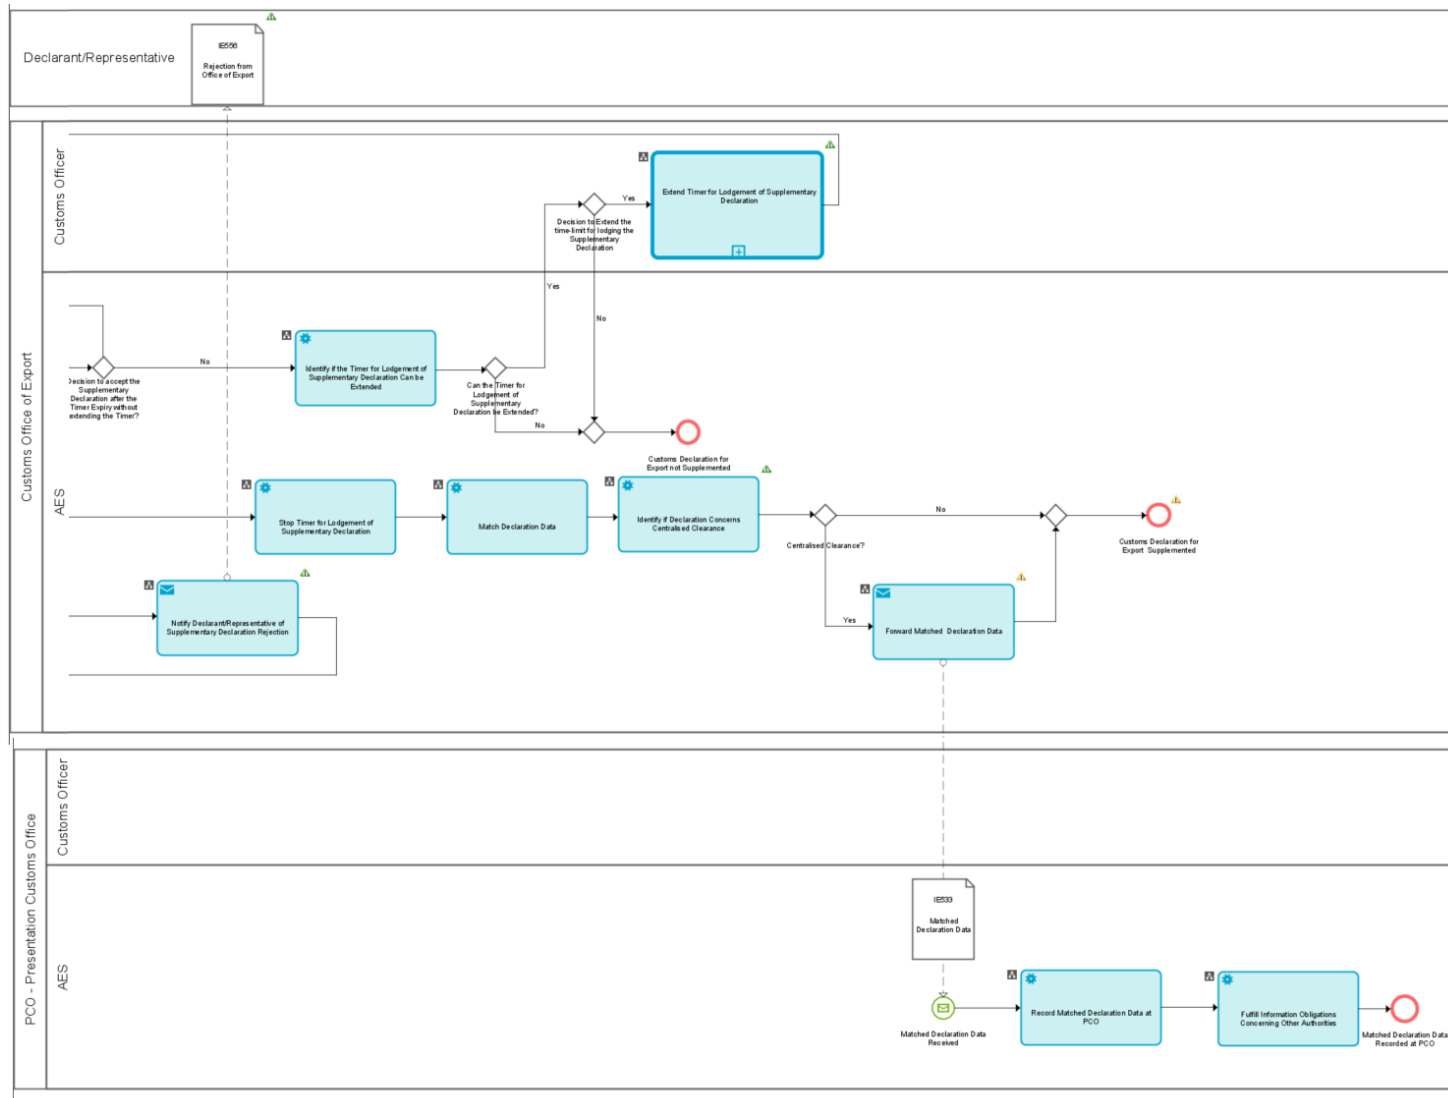 IE556
Rejection from
Office of Export
Declarant/Representative
Customs Office of Export
Customs Officer
Yes
Extend Timer for Lodgement of Supplementary
Declaration
Decision to Extend the
time-limit for lodging the
Supplementary
Declaration
AES
Yes
No
Decision to accept the
Supplementary
Declaration after the
Timer Expiry without
extending the Timer?
No
Identify if the Timer for Lodgement of
Supplementary Declaration Can be
Extended
Can the Timer for
Lodgement of
Supplementary
Declaration be Extended?
No
Customs Declaration for
Export not Supplemented
Stop Timer for Lodgement of
Supplementary Declaration
Match Declaration Data
Identify if Declaration Concerns
Centralised Clearance
Centralised Clearance?
No
Customs Declaration for
Export Supplemented
Notify Declarant/Representative of
Supplementary Declaration Rejection
Yes
Forward Matched Declaration Data
PCO - Presentation Customs Office
Customs Officer
AES
IE533
Matched
Declaration Data
Matched Declaration Data
Received
Record Matched Declaration Data at
PCO
Fulfill Information Obligations
Concerning Other Authorities
Matched Declaration Data
Recorded at PCO